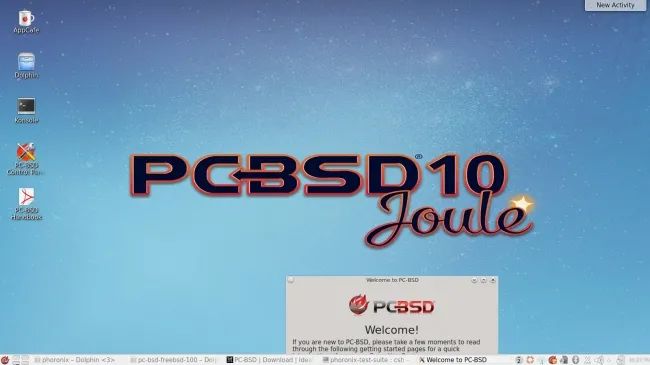 New Activity
AppCafe
Dolphin
Konsole
PC-BSD
Control Pan...
PC-BSD
Handbook
PCBSD® 10
Joule
Welcome to PC-BSD
PCBSD
Welcome!
If you are new to PC-BSD, please take a few moments to read
through the following getting started pages for a quick
phoronix – Dolphin <3>
pc-bsd-freebsd-100 – Dolp
PC-BSD | Download | Idea
phoronix-test-suite : csh
Welcome to PC-BSD